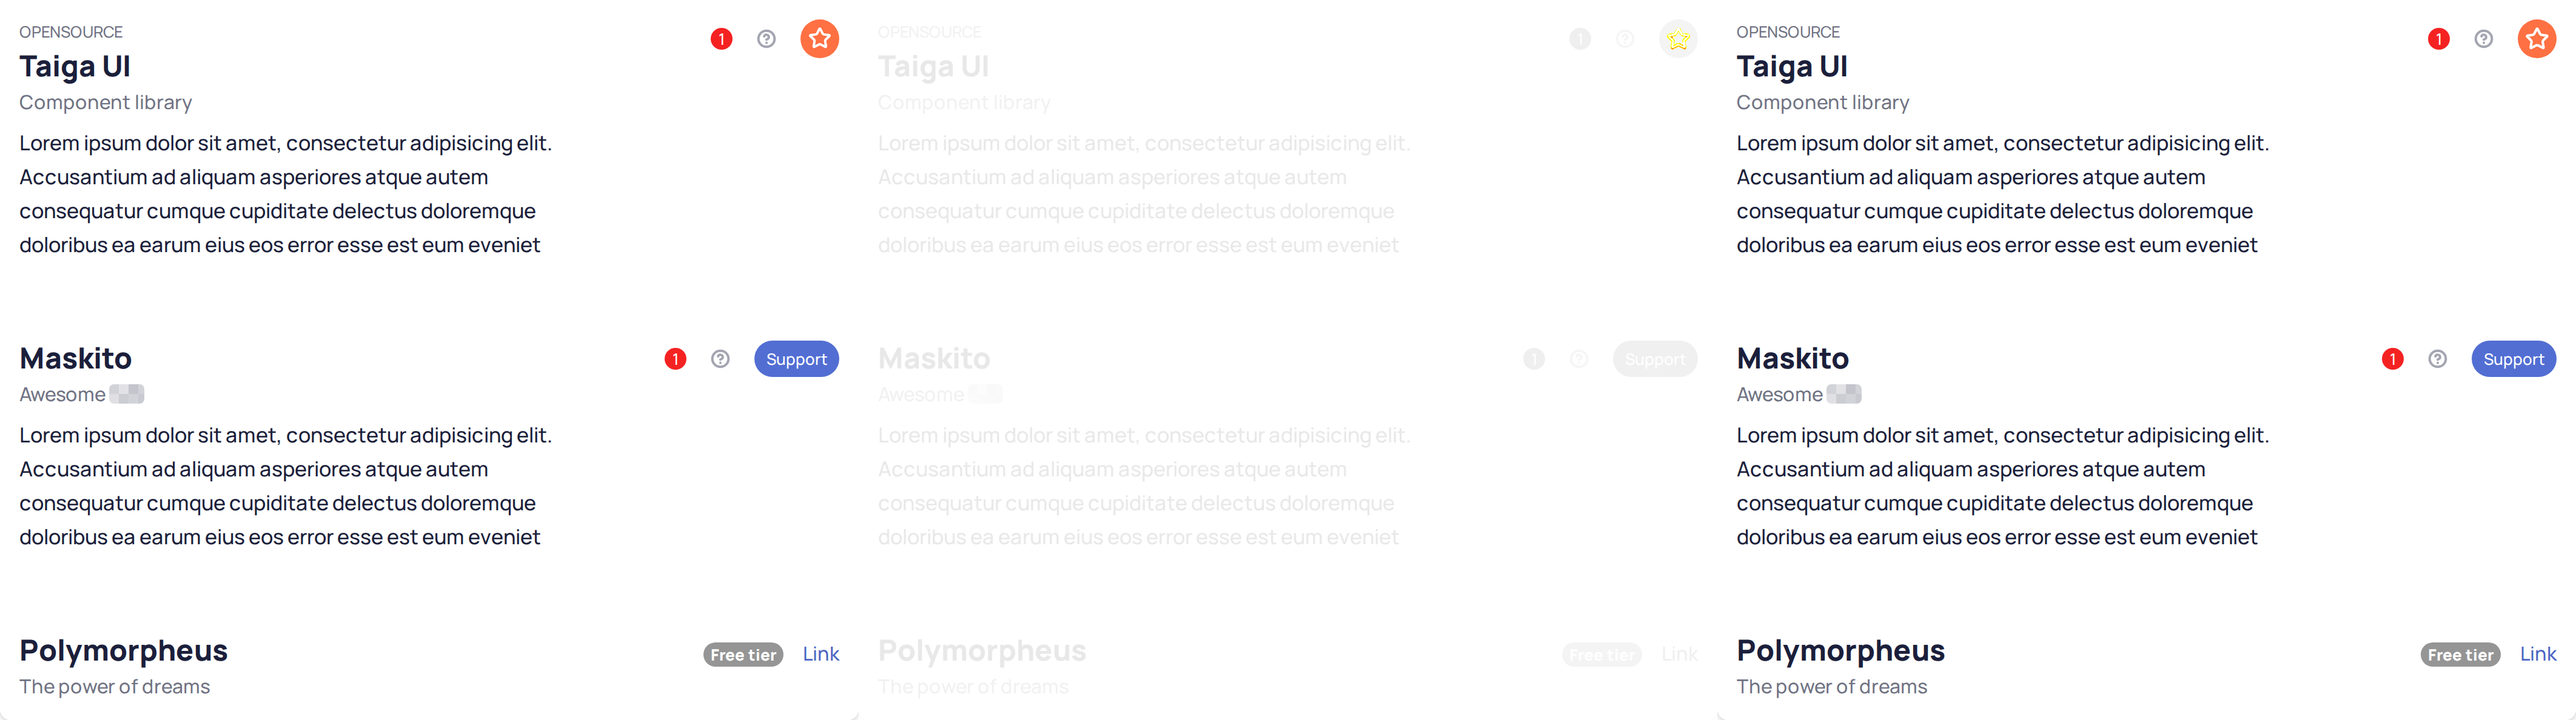 OPENSOURCE
Taiga UI
Component library
1
Lorem ipsum dolor sit amet, consectetur adipisicing elit.
Accusantium ad aliquam asperiores atque autem
consequatur cumque cupiditate delectus doloremque
doloribus ea earum eius eos error esse est eum eveniet
Maskito
Awesome
1
Support
Lorem ipsum dolor sit amet, consectetur adipisicing elit.
Accusantium ad aliquam asperiores atque autem
consequatur cumque cupiditate delectus doloremque
doloribus ea earum eius eos error esse est eum eveniet
Polymorpheus
The power of dreams
Free tier
Link
OPENSOURCE
Taiga UI
Component library
1
Lorem ipsum dolor sit amet, consectetur adipisicing elit.
Accusantium ad aliquam asperiores atque autem
consequatur cumque cupiditate delectus doloremque
doloribus ea earum eius eos error esse est eum eveniet
Maskito
Awesome
1
Support
Lorem ipsum dolor sit amet, consectetur adipisicing elit.
Accusantium ad aliquam asperiores atque autem
consequatur cumque cupiditate delectus doloremque
doloribus ea earum eius eos error esse est eum eveniet
Polymorpheus
The power of dreams
Free tier
Link
OPENSOURCE
Taiga UI
Component library
1
Lorem ipsum dolor sit amet, consectetur adipisicing elit.
Accusantium ad aliquam asperiores atque autem
consequatur cumque cupiditate delectus doloremque
doloribus ea earum eius eos error esse est eum eveniet
Maskito
Awesome
1
Support
Lorem ipsum dolor sit amet, consectetur adipisicing elit.
Accusantium ad aliquam asperiores atque autem
consequatur cumque cupiditate delectus doloremque
doloribus ea earum eius eos error esse est eum eveniet
Polymorpheus
The power of dreams
Free tier
Link